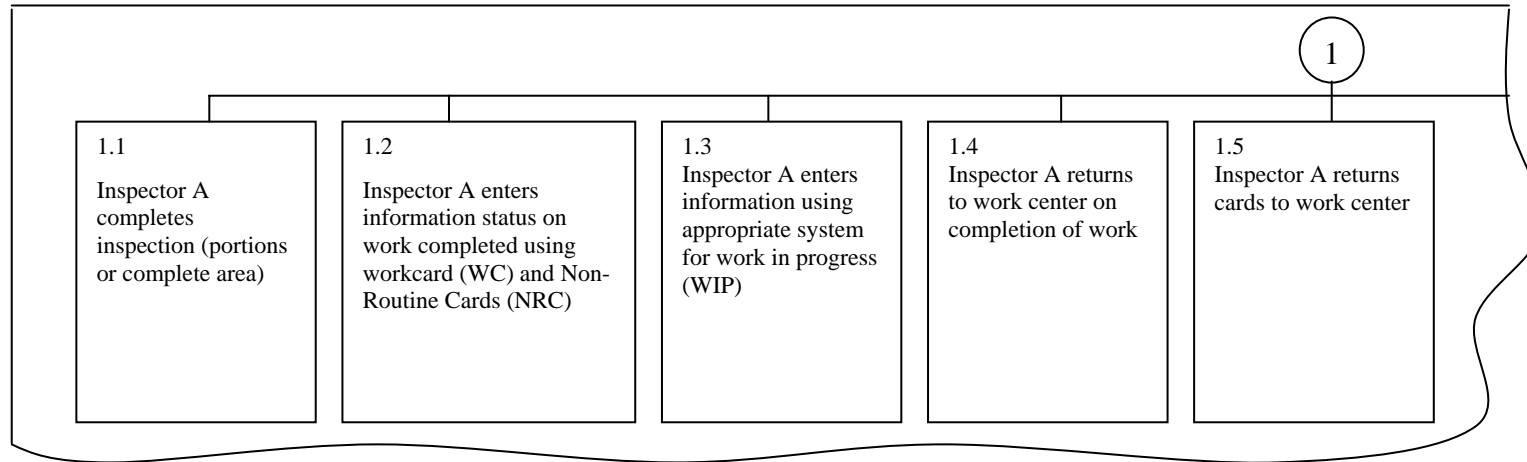 1
1.1
Inspector A
completes
inspection (portions
or complete area)
1.2
Inspector A enters
information status on
work completed using
workcard (WC) and Non-
Routine Cards (NRC)
1.3
Inspector A enters
information using
appropriate system
for work in progress
(WIP)
1.4
Inspector A returns
to work center on
completion of work
1.5
Inspector A returns
cards to work center